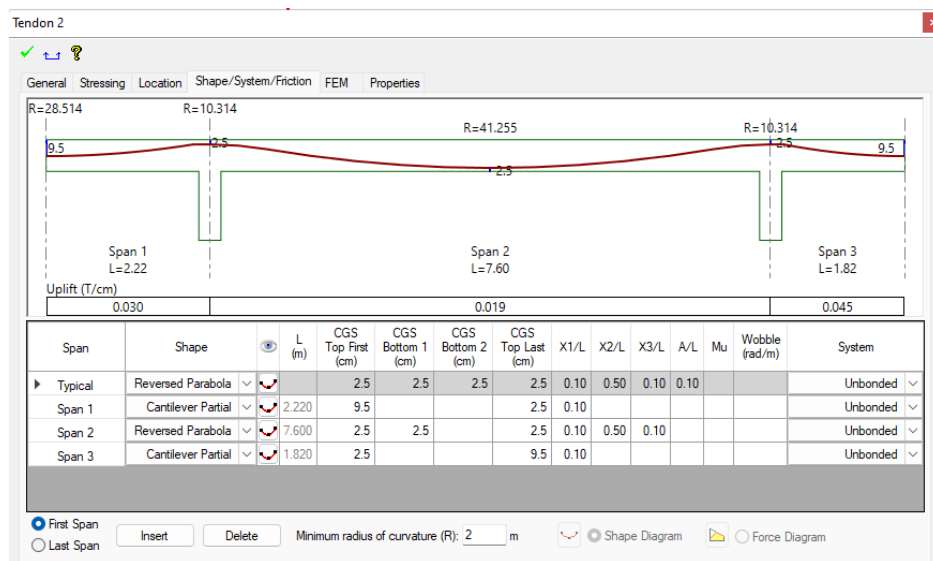 Tendon 2
General Stressing Location Shape/System/Friction FEM Properties
R=28.514 R=10.314 R=41.255 R=10.314
9.5 2.5 2.5 2.5 9.5
Span 1 Span 2 Span 3
L=2.22 L=7.60 L=1.82
Uplift (T/cm)
0.030 0.019 0.045
Span Shape L (m) CGS Top First (cm) CGS Bottom 1 (cm) CGS Bottom 2 (cm) CGS Top Last (cm) X1/L X2/L X3/L A/L Mu Wobble (rad/m) System
Typical Reversed Parabola 2.5 2.5 2.5 2.5 0.10 0.50 0.10 0.10 Unbonded
Span 1 Cantilever Partial 2.220 9.5 2.5 0.10 Unbonded
Span 2 Reversed Parabola 7.600 2.5 2.5 2.5 0.10 0.50 0.10 Unbonded
Span 3 Cantilever Partial 1.820 2.5 9.5 0.10 Unbonded
First Span
Last Span
Insert Delete Minimum radius of curvature (R): 2 m Shape Diagram Force Diagram